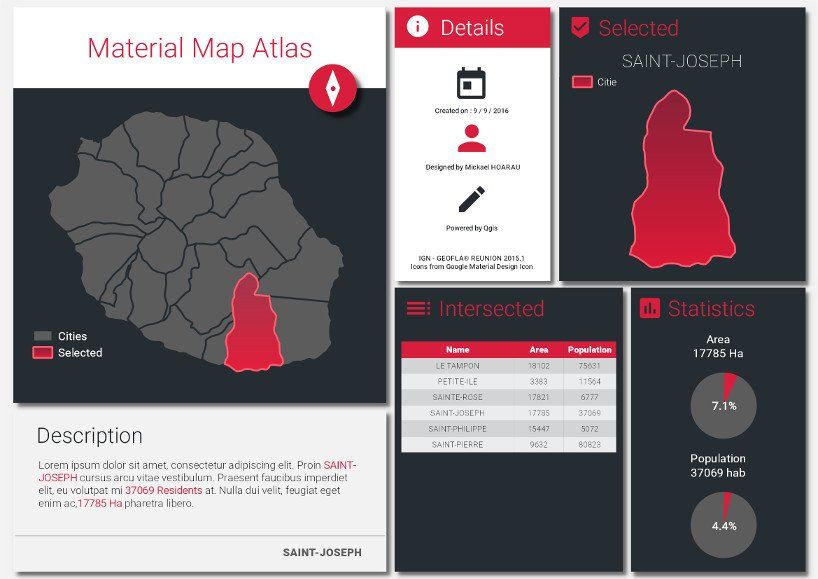 Material Map Atlas
Cities
Selected
Description
Lorem ipsum dolor sit amet, consectetur adipiscing elit. Proin SAINT-
JOSEPH cursus arcu vitae vestibulum. Praesent faucibus imperdiet
elit, eu volutpat mi 37069 Residents at. Nulla dui velit, feugiat eget
enim ac,17785 Ha pharetra libero.
SAINT-JOSEPH
Details
Created on : 9 / 9 / 2016
Designed by Mickael HOARAU
Powered by Qgis
IGN - GEOFLA® REUNION 2015.1
Icons from Google Material Design Icon
Selected
SAINT-JOSEPH
Citie
Intersected
Name Area Population
LE TAMPON 18102 75631
PETITE-ILE 3383 11564
SAINTE-ROSE 17821 6777
SAINT-JOSEPH 17785 37069
SAINT-PHILIPPE 15447 5072
SAINT-PIERRE 9632 80823
Statistics
Area
17785 Ha
7.1%
Population
37069 hab
4.4%